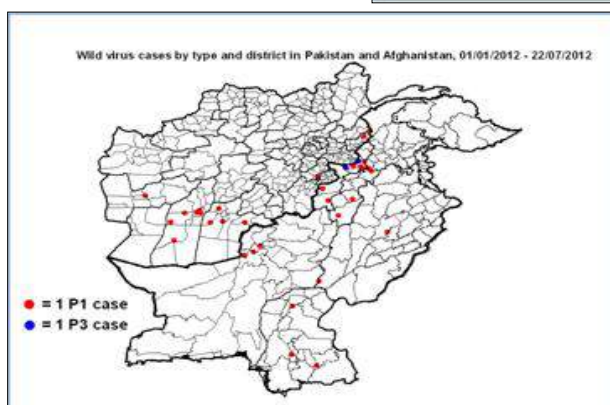 Wild virus cases by type and district in Pakistan and Afghanistan, 01/01/2012 - 22/07/2012
= 1 P1 case
= 1 P3 case